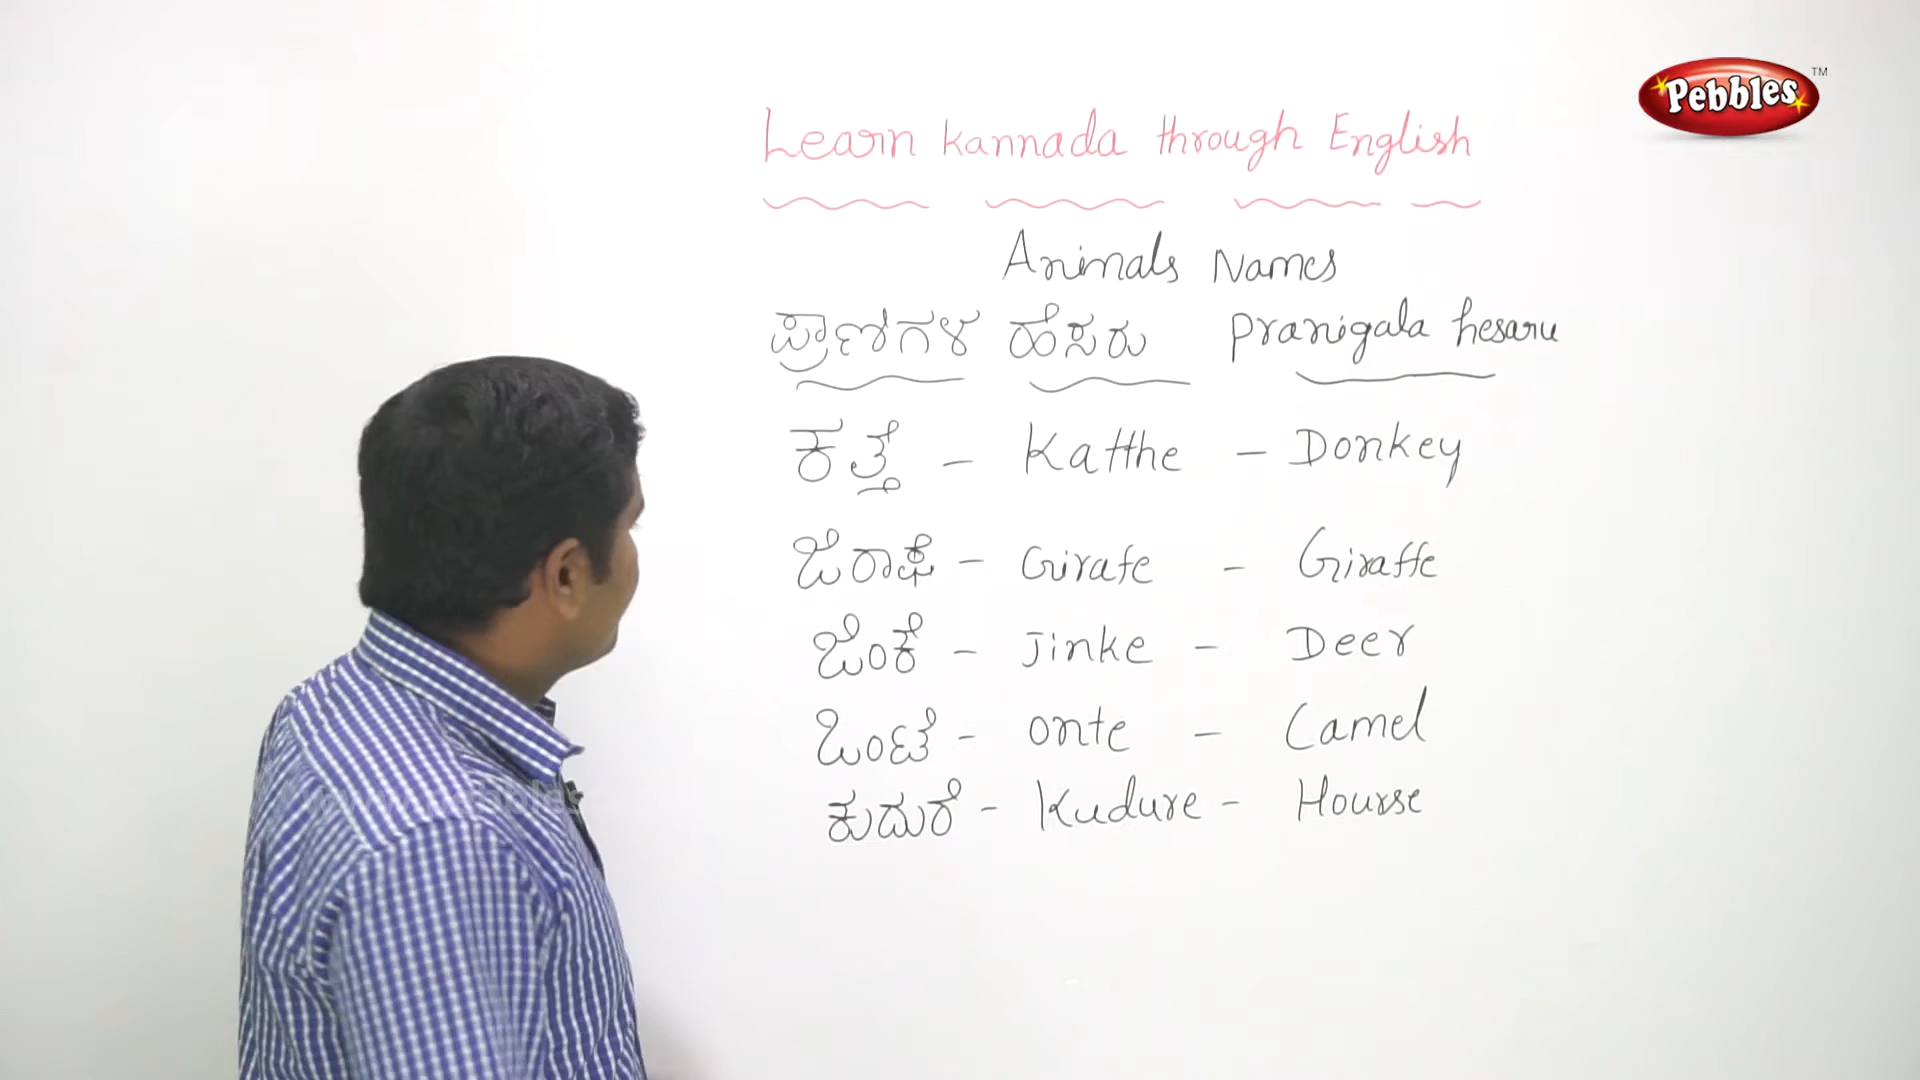 Pebbles TM
Learn Kannada through English
Animals Names
ಪ್ರಾಣಿಗಳ ಹೆಸರು Pranigala hesaru
ಕತ್ತೆ - Katthe - Donkey
ಜಿರಾಫೆ - Girafe - Giraffe
ಜಿಂಕೆ - Jinke - Deer
ಒಂಟೆ - Onte - Camel
ಕುದುರೆ - Kudure - Hourse